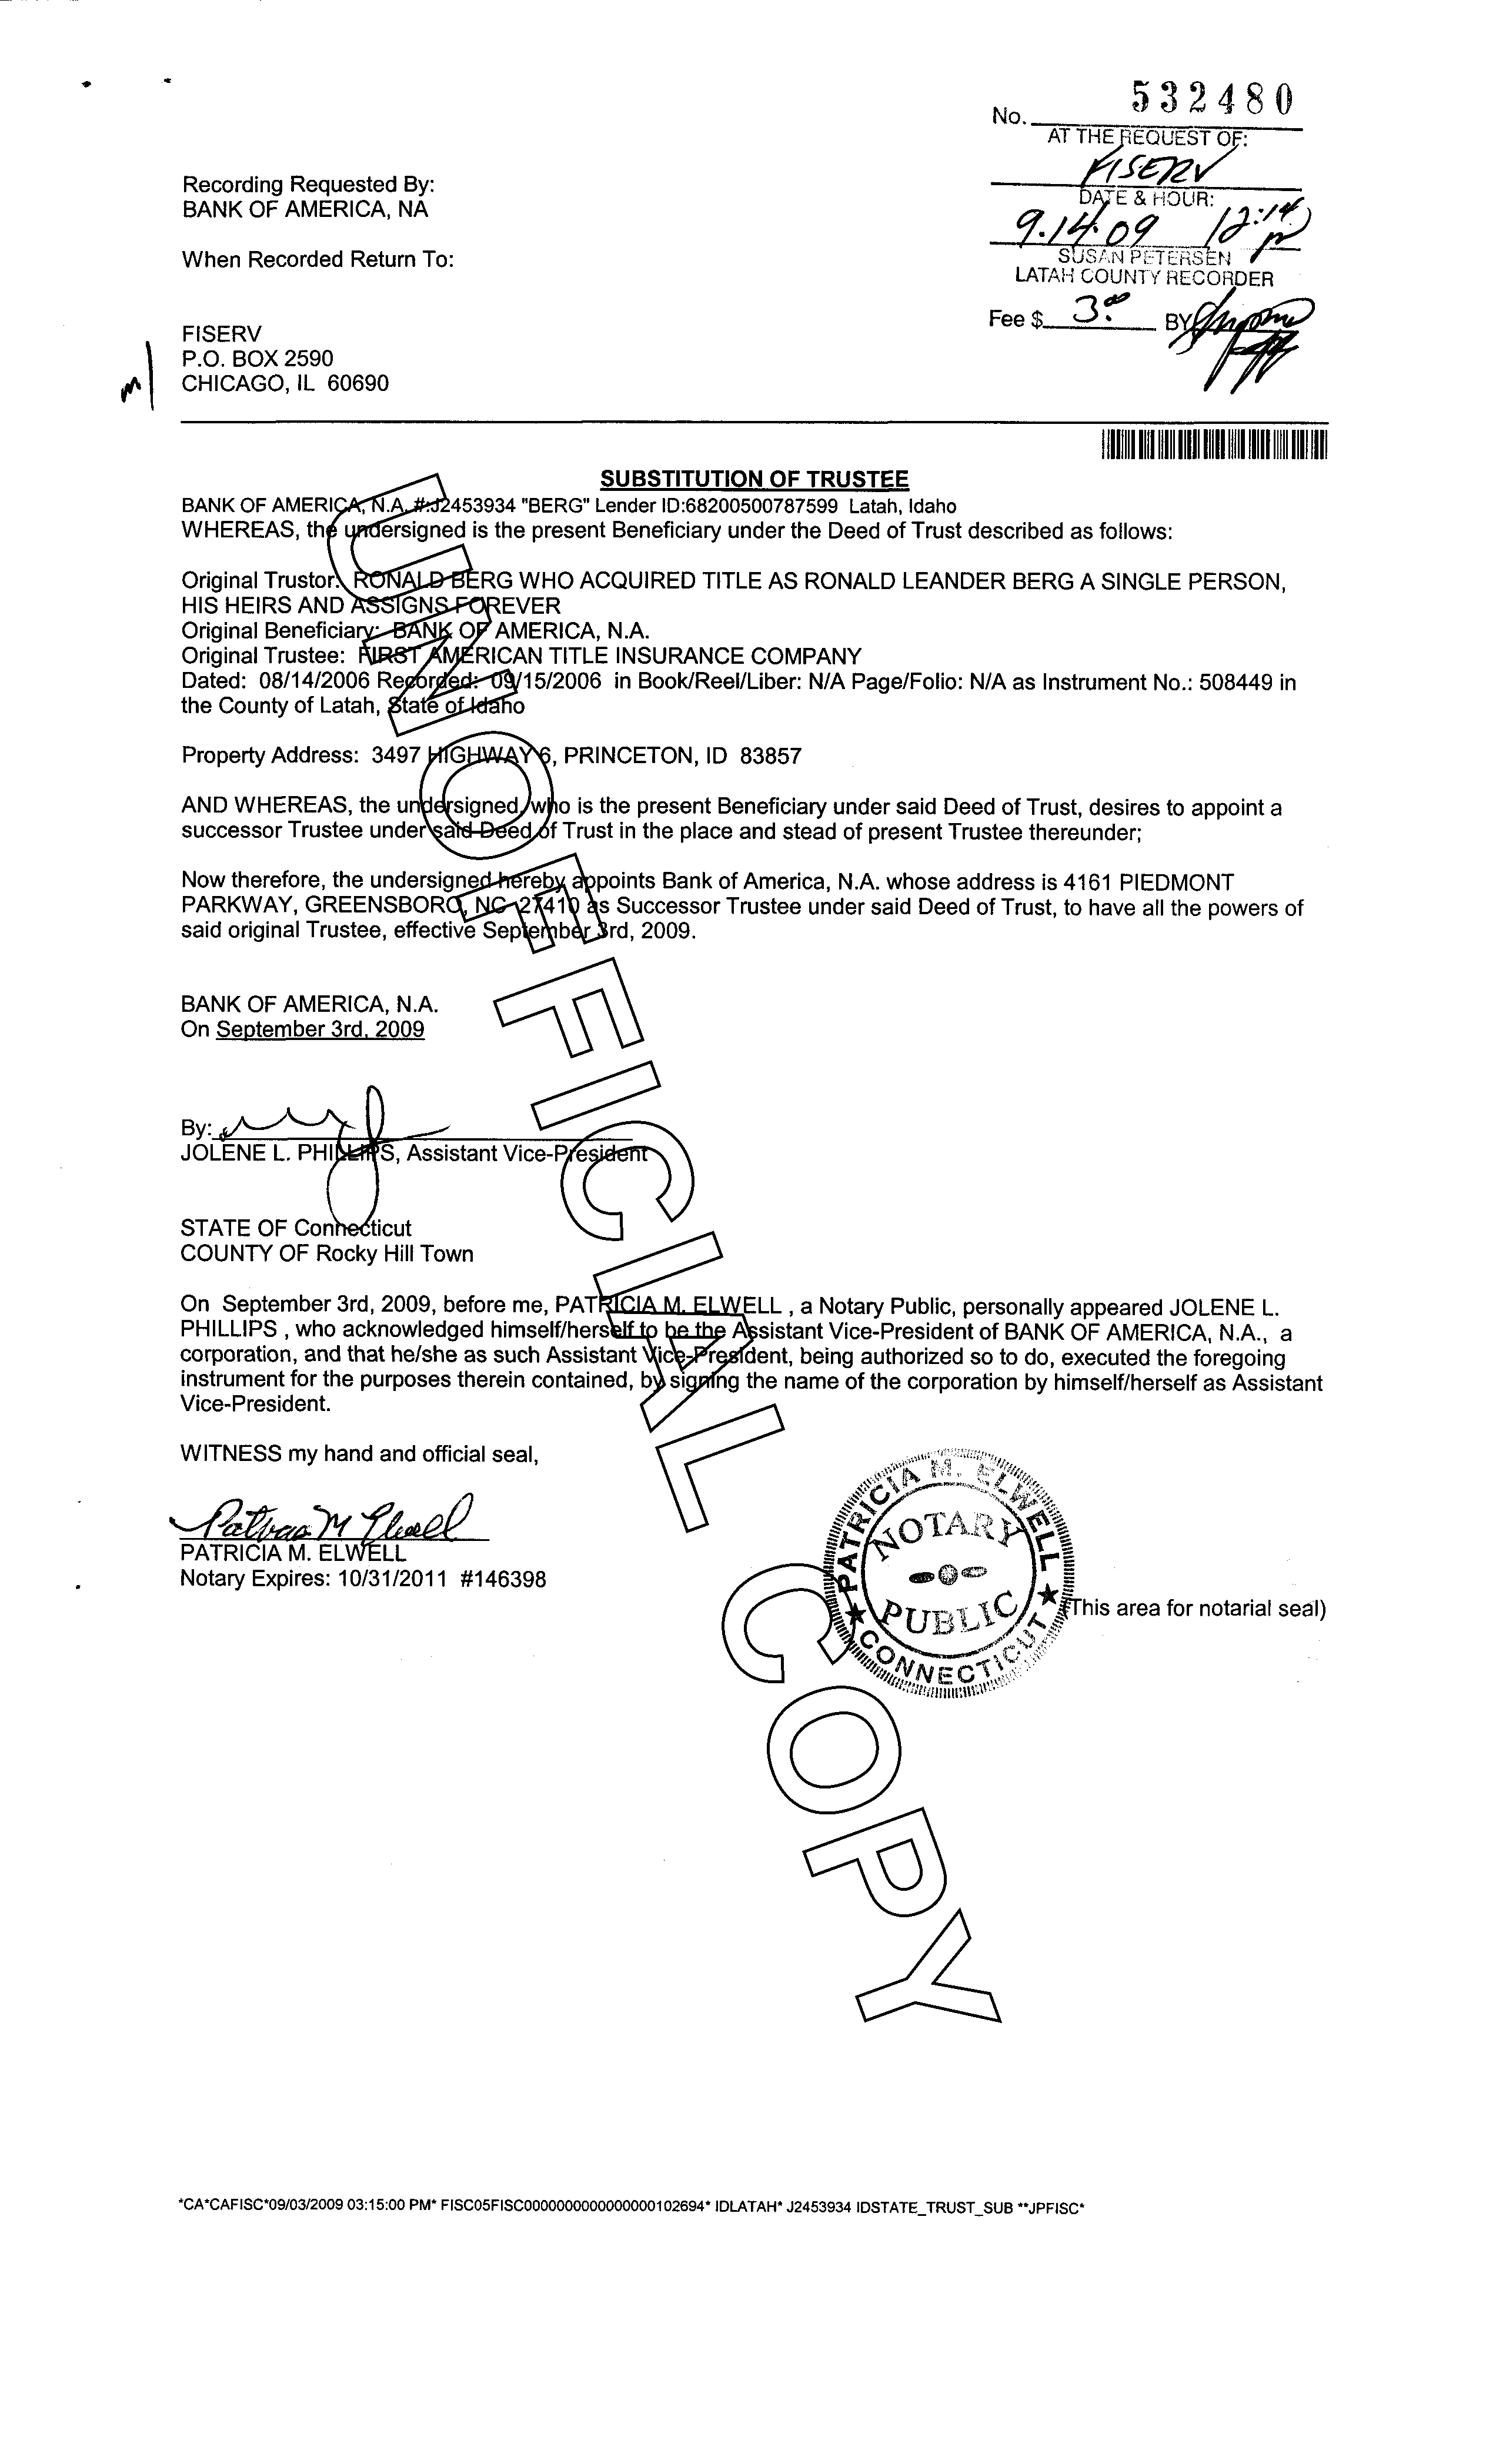 No. 532480
AT THE REQUEST OF:
FISERV
DATE & HOUR:
9.14.09 12:14
SUSAN PETERSEN
LATAH COUNTY RECORDER
Fee $ 3.00 BY
Recording Requested By:
BANK OF AMERICA, NA
When Recorded Return To:
FISERV
P.O. BOX 2590
CHICAGO, IL 60690
SUBSTITUTION OF TRUSTEE
BANK OF AMERICA, N.A. #:J2453934 "BERG" Lender ID:68200500787599 Latah, Idaho
WHEREAS, the undersigned is the present Beneficiary under the Deed of Trust described as follows:
Original Trustor: RONALD BERG WHO ACQUIRED TITLE AS RONALD LEANDER BERG A SINGLE PERSON,
HIS HEIRS AND ASSIGNS FOREVER
Original Beneficiary: BANK OF AMERICA, N.A.
Original Trustee: FIRST AMERICAN TITLE INSURANCE COMPANY
Dated: 08/14/2006 Recorded: 09/15/2006 in Book/Reel/Liber: N/A Page/Folio: N/A as Instrument No.: 508449 in
the County of Latah, State of Idaho
Property Address: 3497 HIGHWAY 6, PRINCETON, ID 83857
AND WHEREAS, the undersigned, who is the present Beneficiary under said Deed of Trust, desires to appoint a
successor Trustee under said Deed of Trust in the place and stead of present Trustee thereunder;
Now therefore, the undersigned hereby appoints Bank of America, N.A. whose address is 4161 PIEDMONT
PARKWAY, GREENSBORO, NC 27410 as Successor Trustee under said Deed of Trust, to have all the powers of
said original Trustee, effective September 3rd, 2009.
BANK OF AMERICA, N.A.
On September 3rd, 2009
By:
JOLENE L. PHILLIPS, Assistant Vice-President
STATE OF Connecticut
COUNTY OF Rocky Hill Town
On September 3rd, 2009, before me, PATRICIA M. ELWELL , a Notary Public, personally appeared JOLENE L.
PHILLIPS , who acknowledged himself/herself to be the Assistant Vice-President of BANK OF AMERICA, N.A., a
corporation, and that he/she as such Assistant Vice-President, being authorized so to do, executed the foregoing
instrument for the purposes therein contained, by signing the name of the corporation by himself/herself as Assistant
Vice-President.
WITNESS my hand and official seal,
Patricia M Elwell
PATRICIA M. ELWELL
Notary Expires: 10/31/2011 #146398
PATRICIA M. ELWELL
NOTARY
PUBLIC
★ CONNECTICUT ★
(This area for notarial seal)
UNOFFICIAL COPY
*CA*CAFISC*09/03/2009 03:15:00 PM* FISC05FISC0000000000000000102694* IDLATAH* J2453934 IDSTATE_TRUST_SUB **JPFISC*